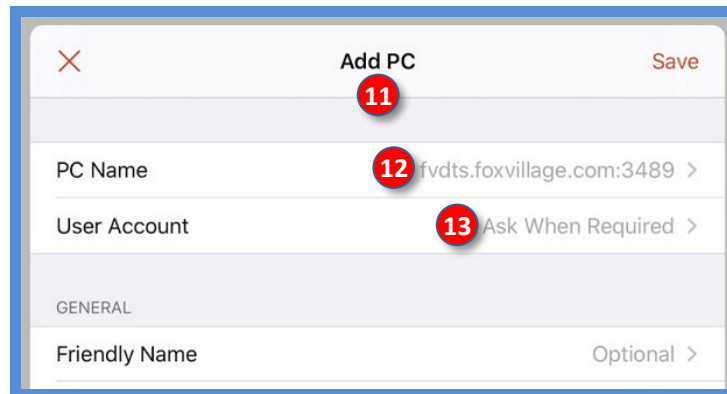 Add PC
Save
11
PC Name
12
fvdts.foxvillage.com:3489
User Account
13
Ask When Required
GENERAL
Friendly Name
Optional